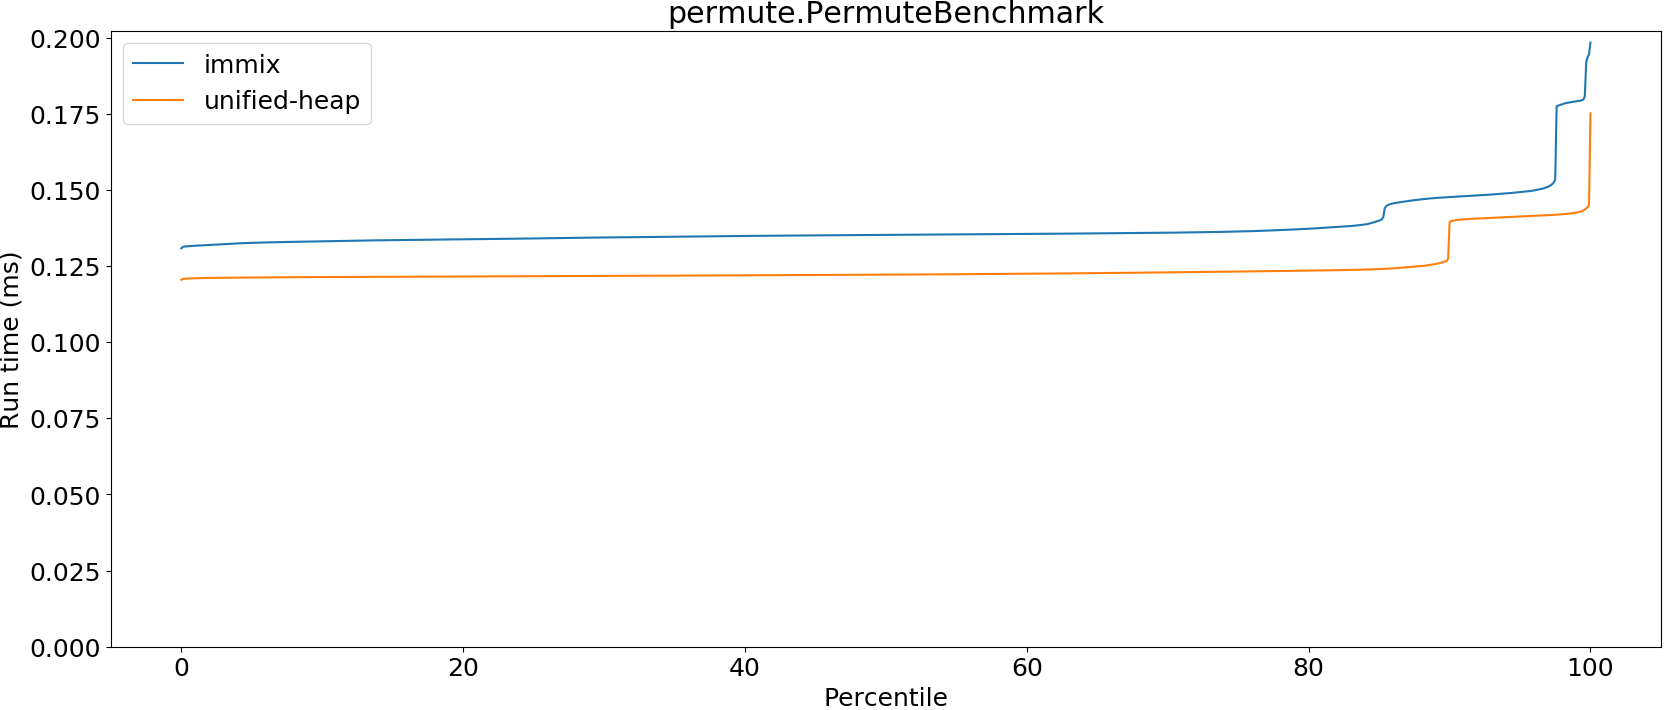 permute.PermuteBenchmark
immix
unified-heap
Run time (ms)
0.200
0.175
0.150
0.125
0.100
0.075
0.050
0.025
0.000
0 20 40 60 80 100
Percentile